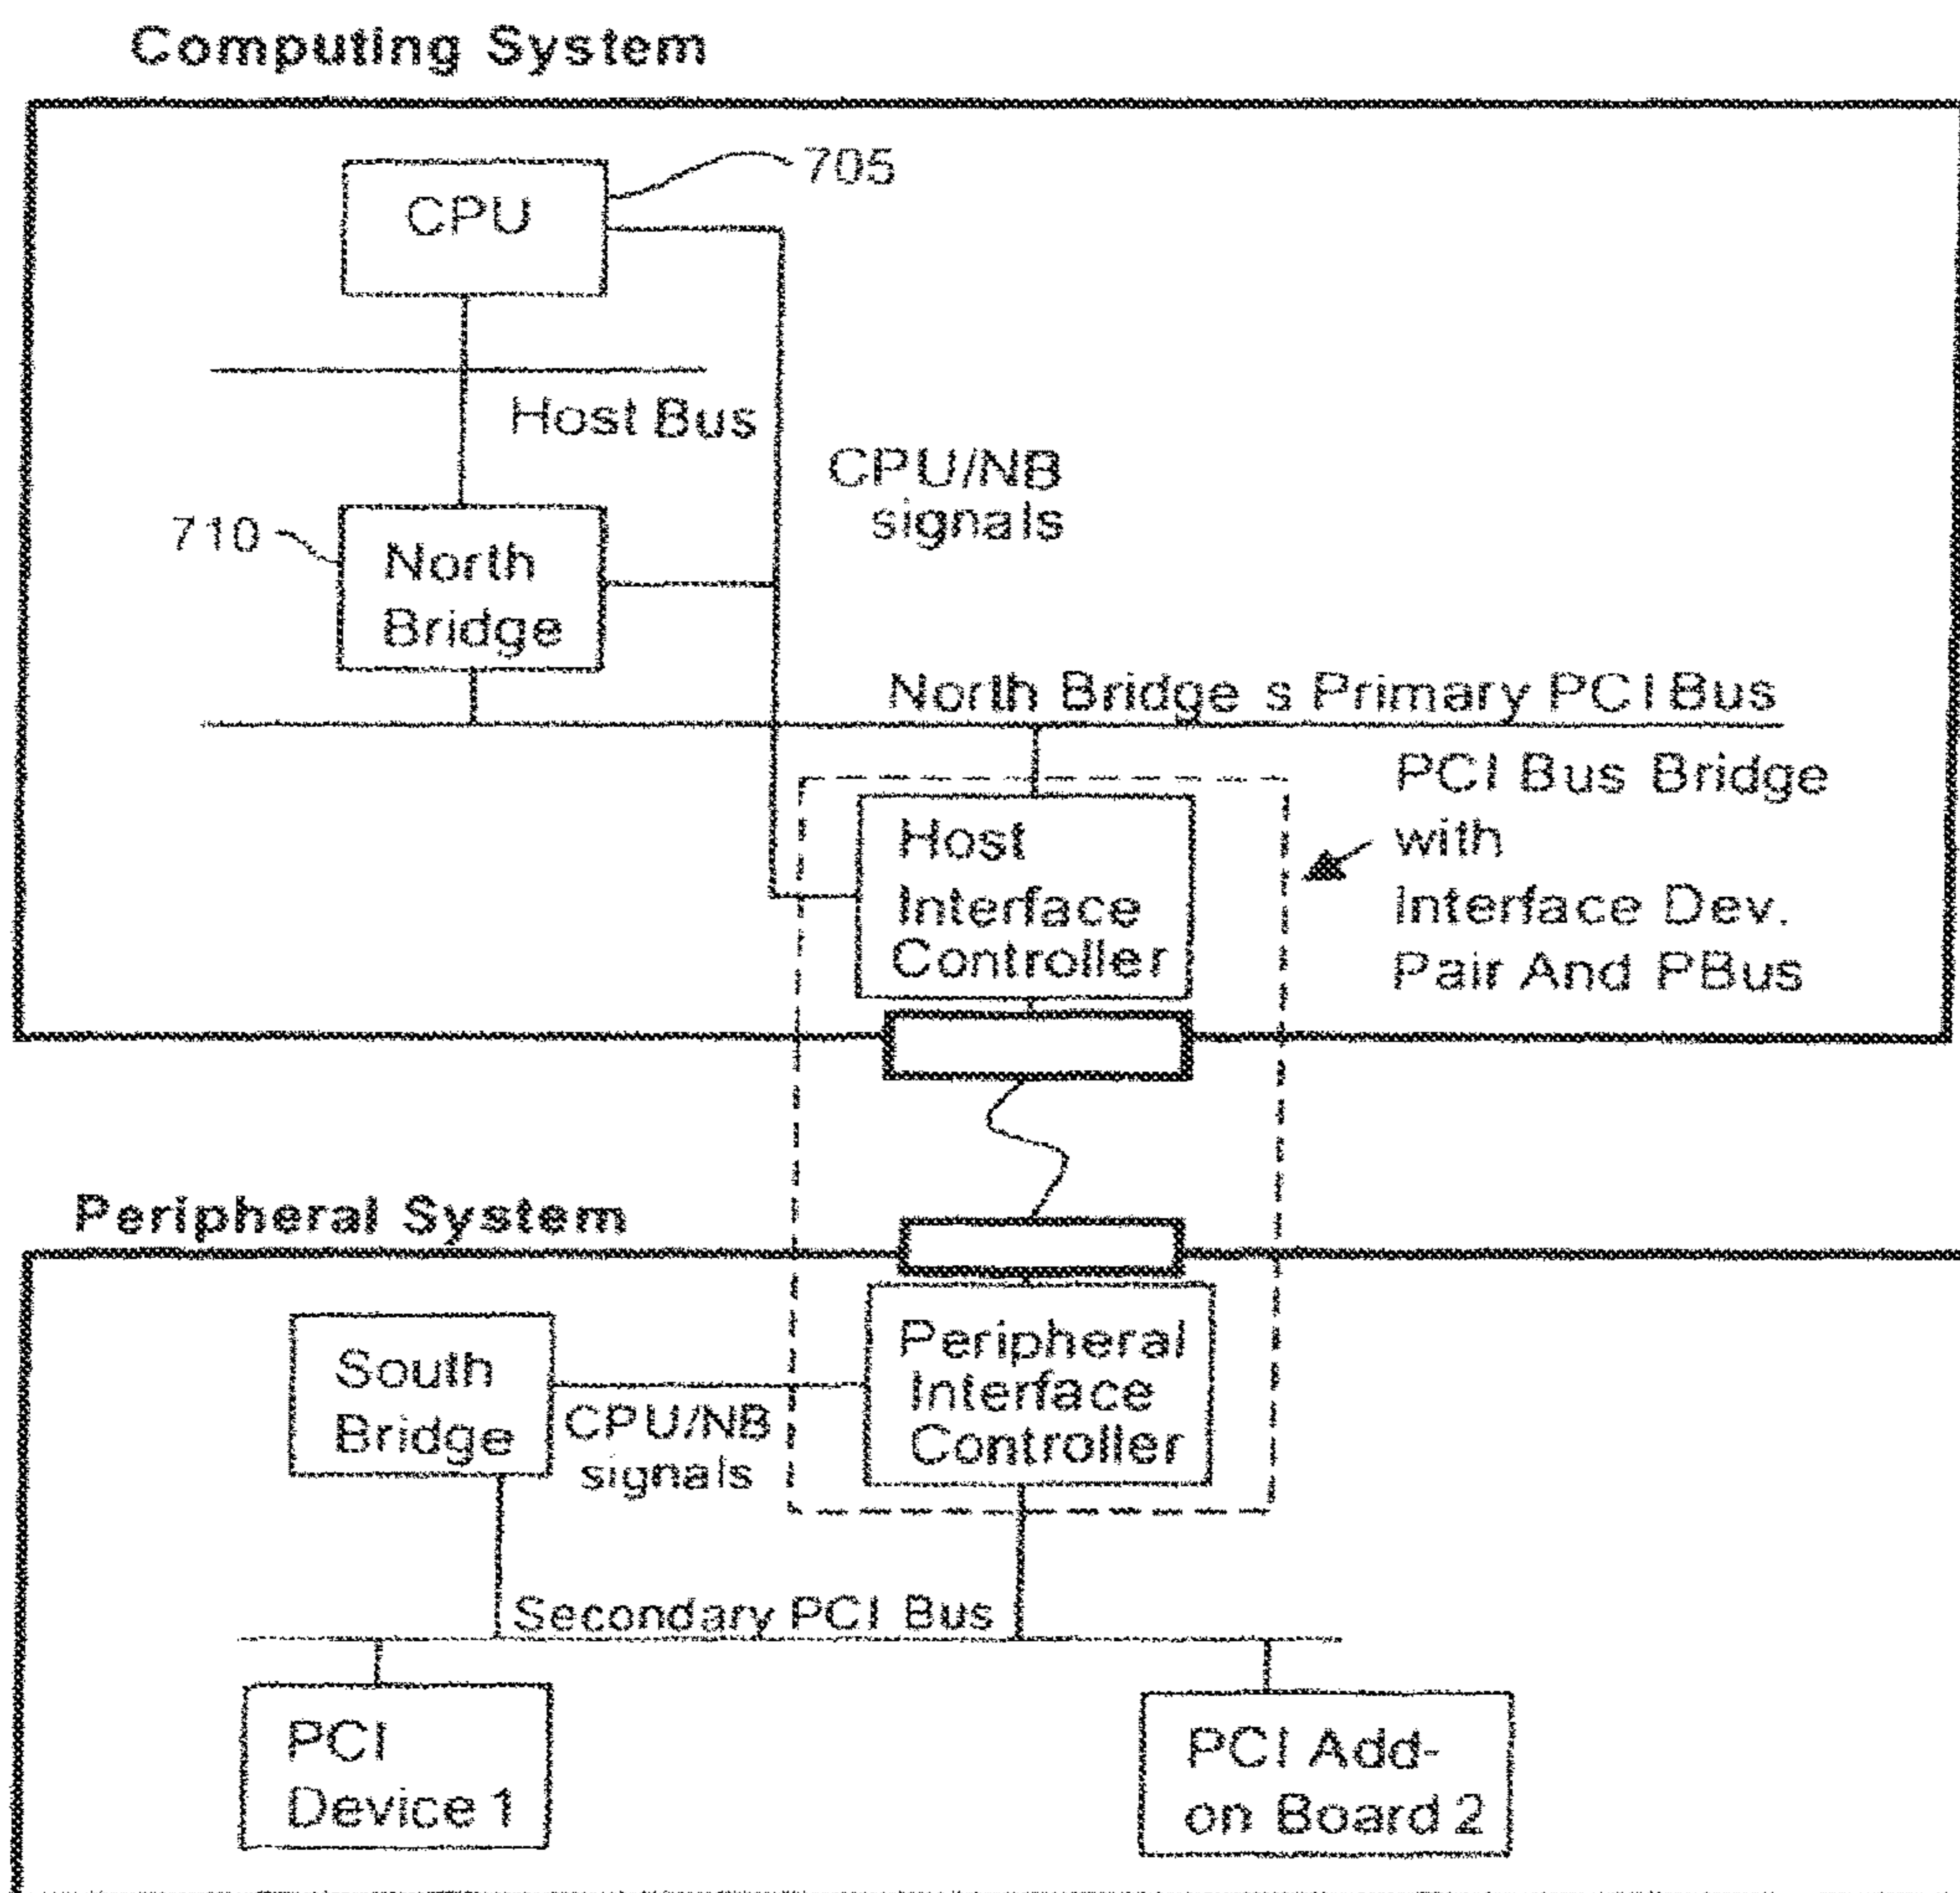 Computing System
705
CPU
Host Bus
CPU/NB
signals
710
North
Bridge
North Bridge s Primary PCI Bus
PCI Bus Bridge
with
Interface Dev.
Pair And PBus
Host
Interface
Controller
Peripheral System
South
Bridge
CPU/NB
signals
Peripheral
Interface
Controller
Secondary PCI Bus
PCI
Device 1
PCI Add-
on Board 2